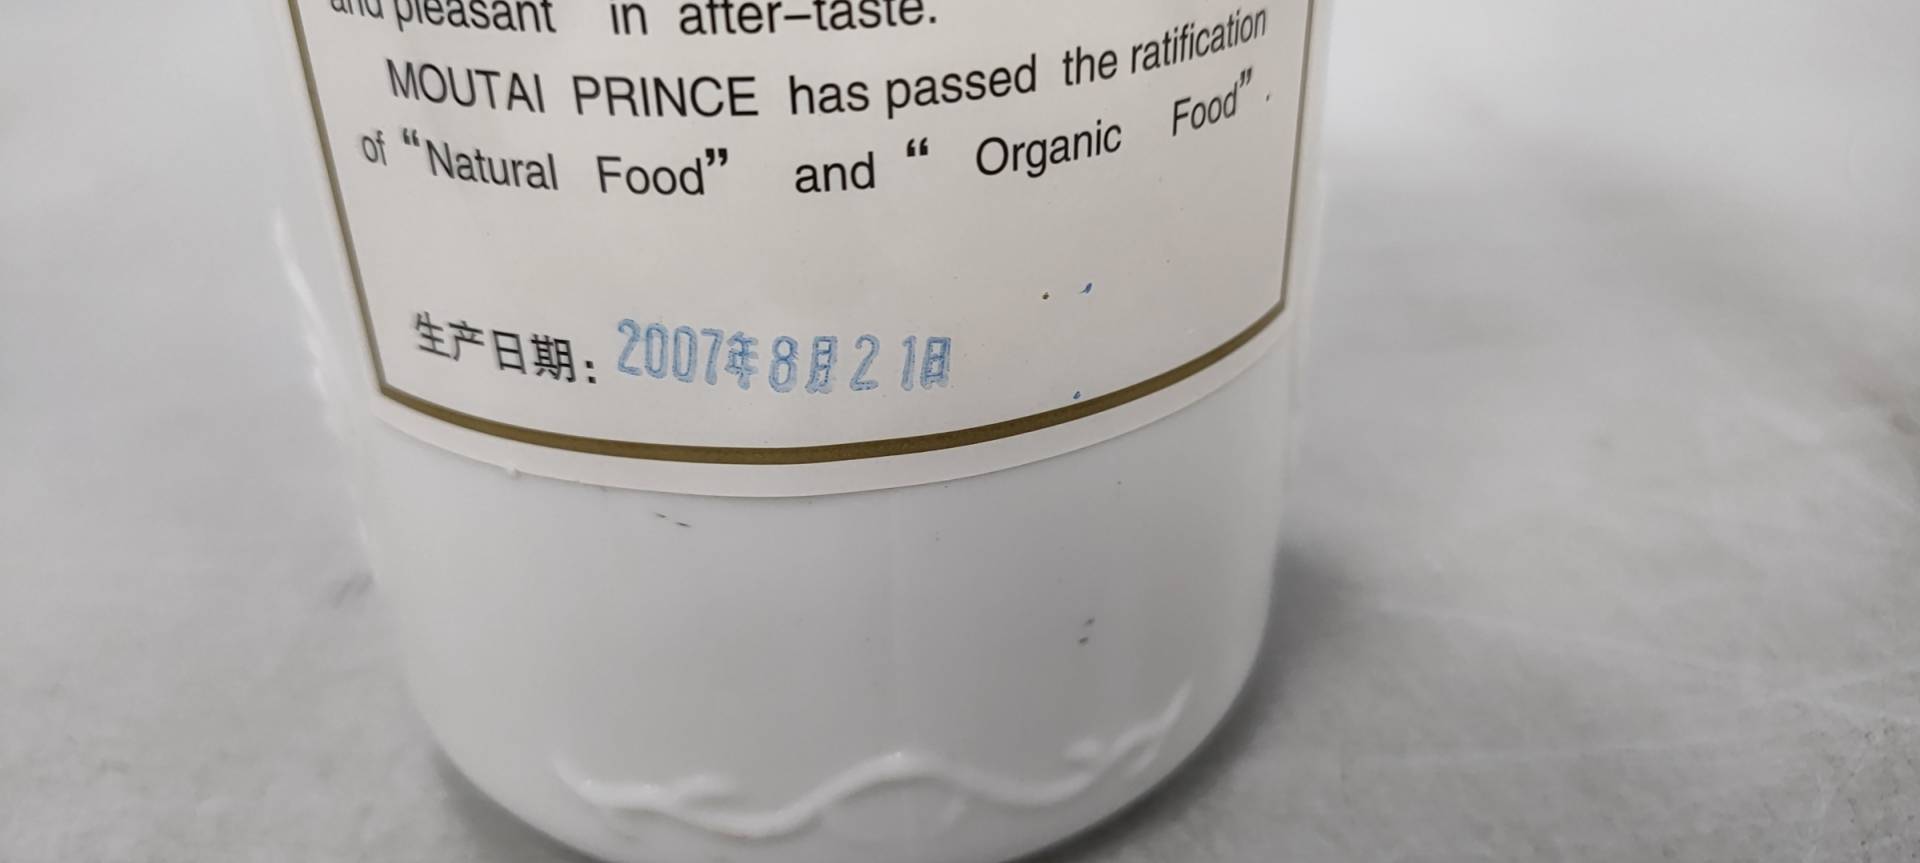 and pleasant in after-taste.
MOUTAI PRINCE has passed the ratification
of “Natural Food” and “ Organic Food”.
生产日期：2007年8月21日